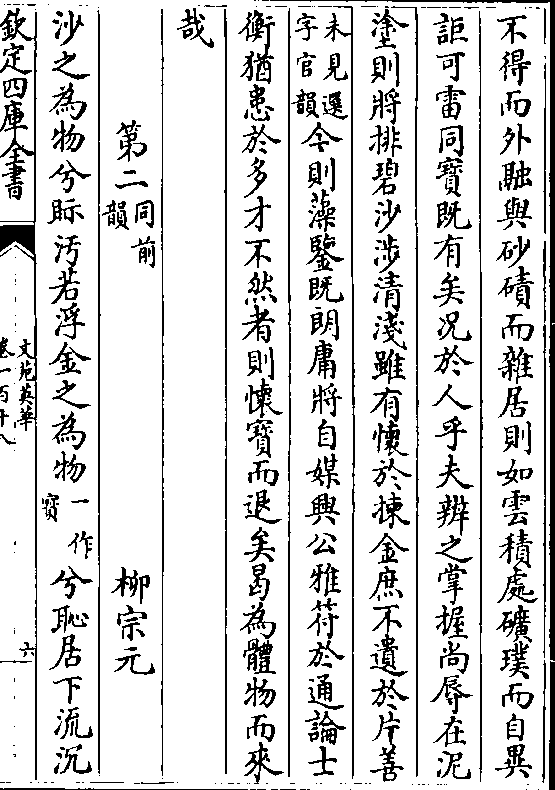 不得而外融與砂磧而雜居則如雲積處礦璞而自異
詎可雷同寳既有矣况於人乎夫辨之掌握尚辱在泥
塗則將排碧沙涉清淺雖有懐於揀金庶不遺於片善
未見選字官韻今則藻鑒既朗庸將自媒與公雅符於通論士
衡猶患於多才不然者則懐寳而退矣曷為體物而來
哉
第二同前韻 柳宗元
沙之為物兮眎汚若浮金之為物一作寳兮恥居下流沉
欽定四庫全書
文苑英華
卷一百十八
六